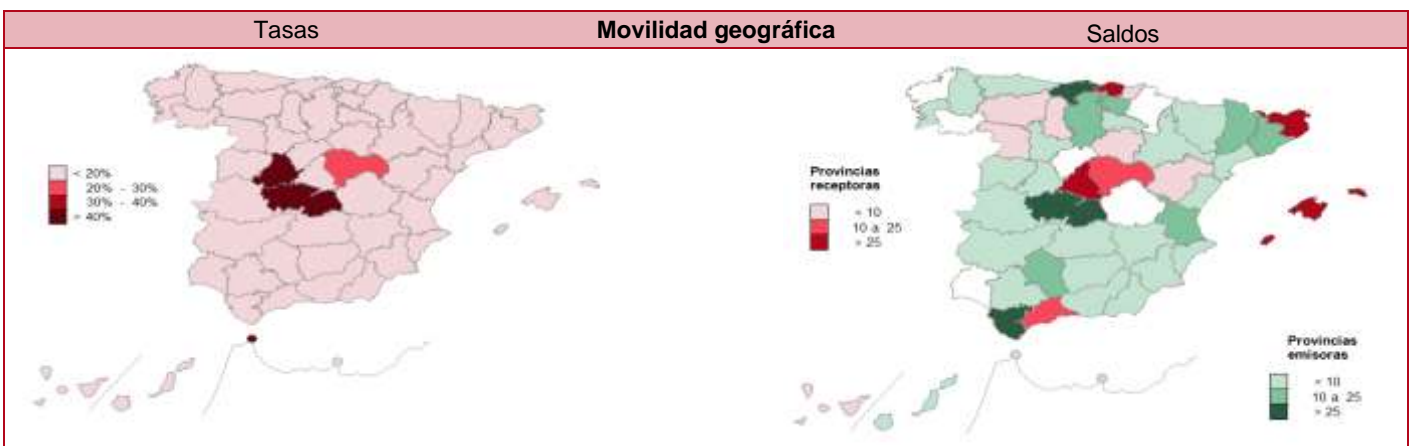 Tasas
Movilidad geográfica
Saldos
< 20%
20% - 30%
30% - 40%
> 40%
Provincias
receptoras
< 10
10 a 25
> 25
Provincias
emisoras
< 10
10 a 25
> 25